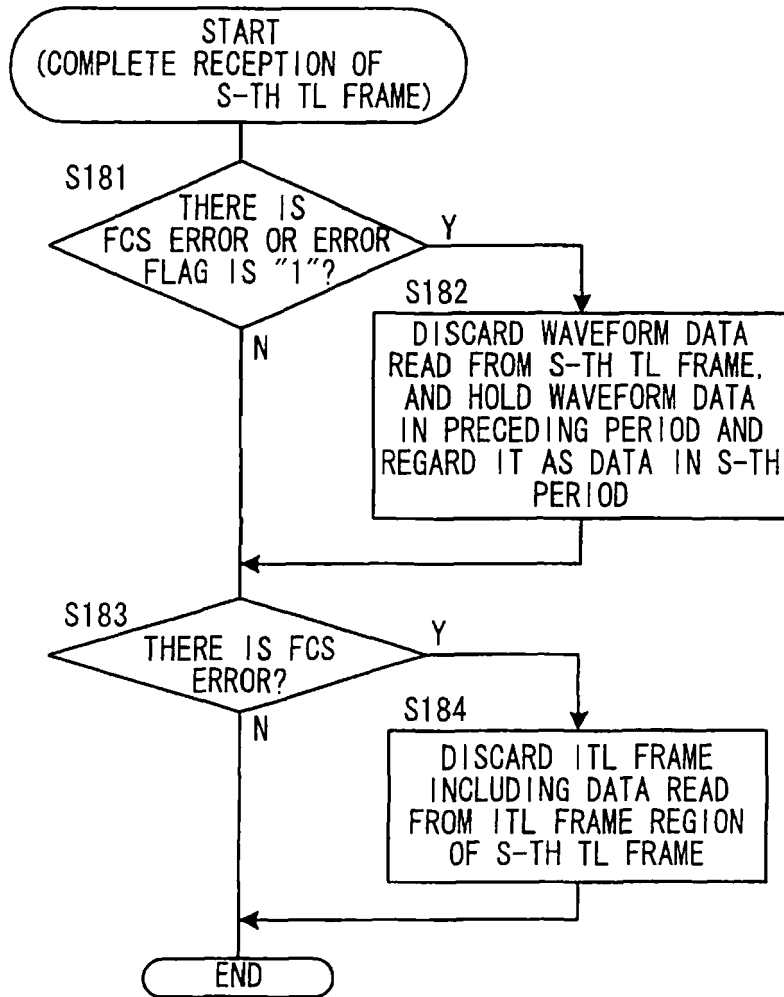 START
(COMPLETE RECEPTION OF
S-TH TL FRAME)
S181
THERE IS
FCS ERROR OR ERROR
FLAG IS "1"?
Y
N
S182
DISCARD WAVEFORM DATA
READ FROM S-TH TL FRAME,
AND HOLD WAVEFORM DATA
IN PRECEDING PERIOD AND
REGARD IT AS DATA IN S-TH
PERIOD
S183
THERE IS FCS
ERROR?
Y
N
S184
DISCARD ITL FRAME
INCLUDING DATA READ
FROM ITL FRAME REGION
OF S-TH TL FRAME
END